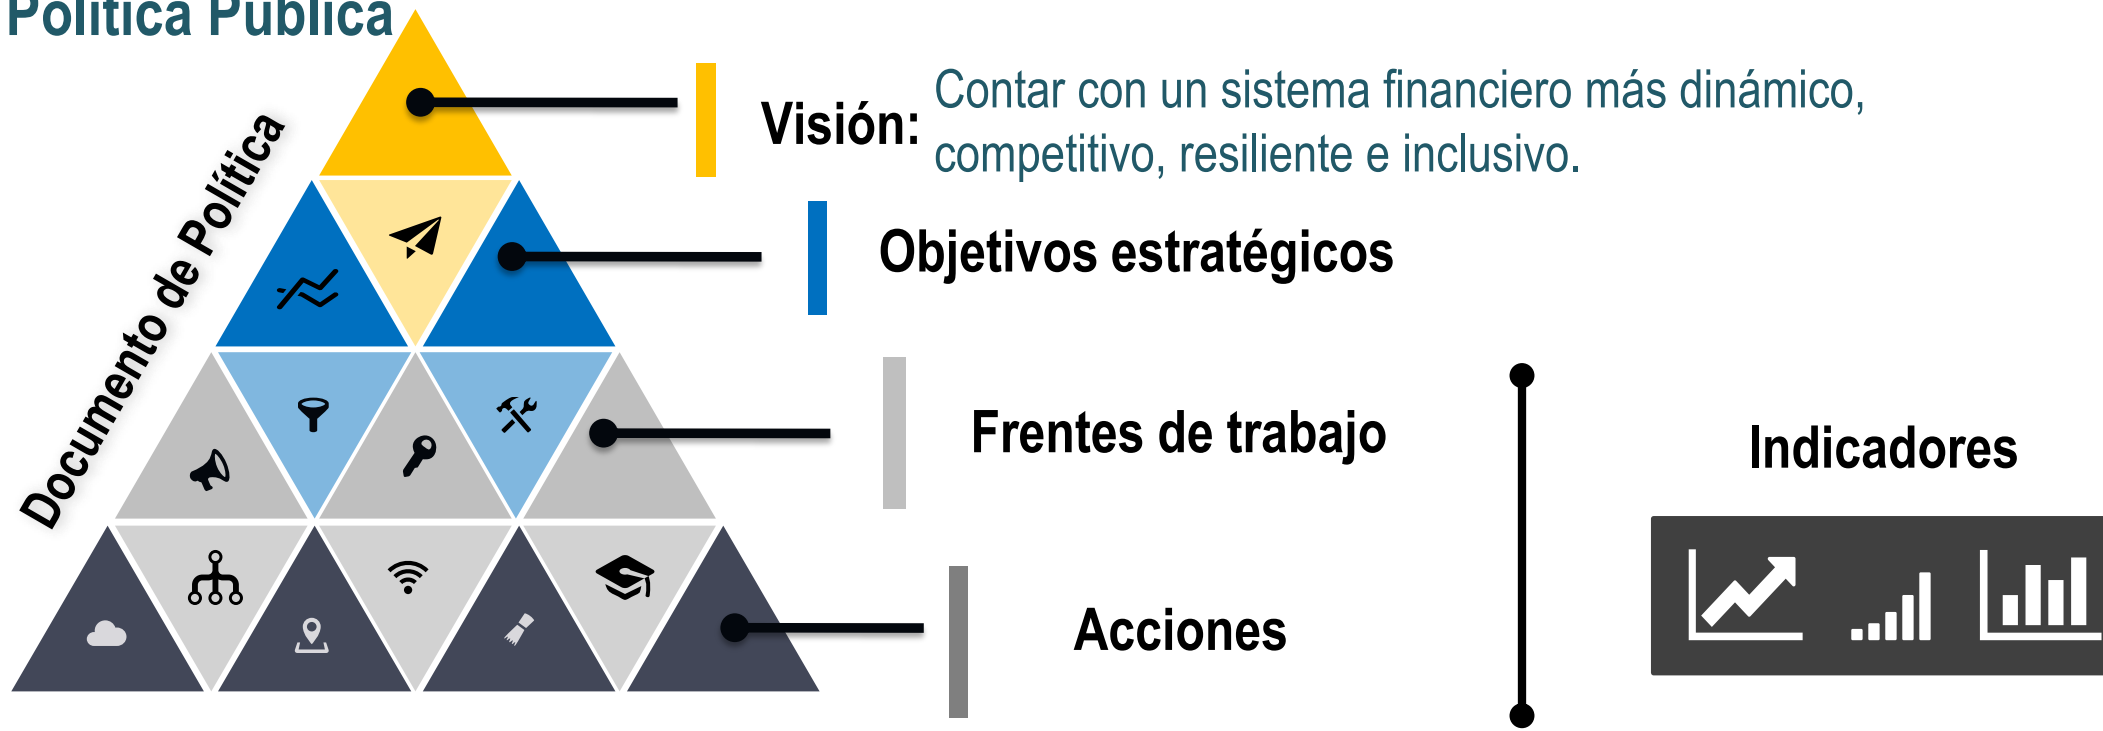 Política Pública
Documento de Política
Visión:
Contar con un sistema financiero más dinámico,
competitivo, resiliente e inclusivo.
Objetivos estratégicos
Frentes de trabajo
Indicadores
Acciones